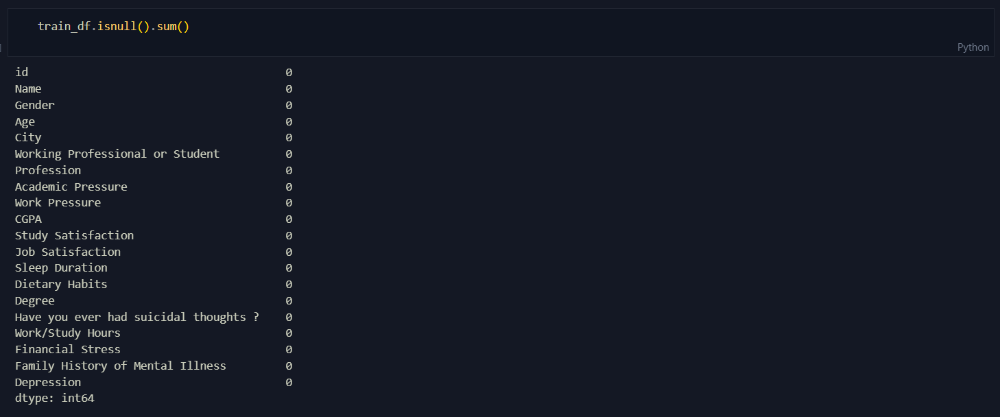 train_df.isnull().sum()
Python
id 0
Name 0
Gender 0
Age 0
City 0
Working Professional or Student 0
Profession 0
Academic Pressure 0
Work Pressure 0
CGPA 0
Study Satisfaction 0
Job Satisfaction 0
Sleep Duration 0
Dietary Habits 0
Degree 0
Have you ever had suicidal thoughts ? 0
Work/Study Hours 0
Financial Stress 0
Family History of Mental Illness 0
Depression 0
dtype: int64